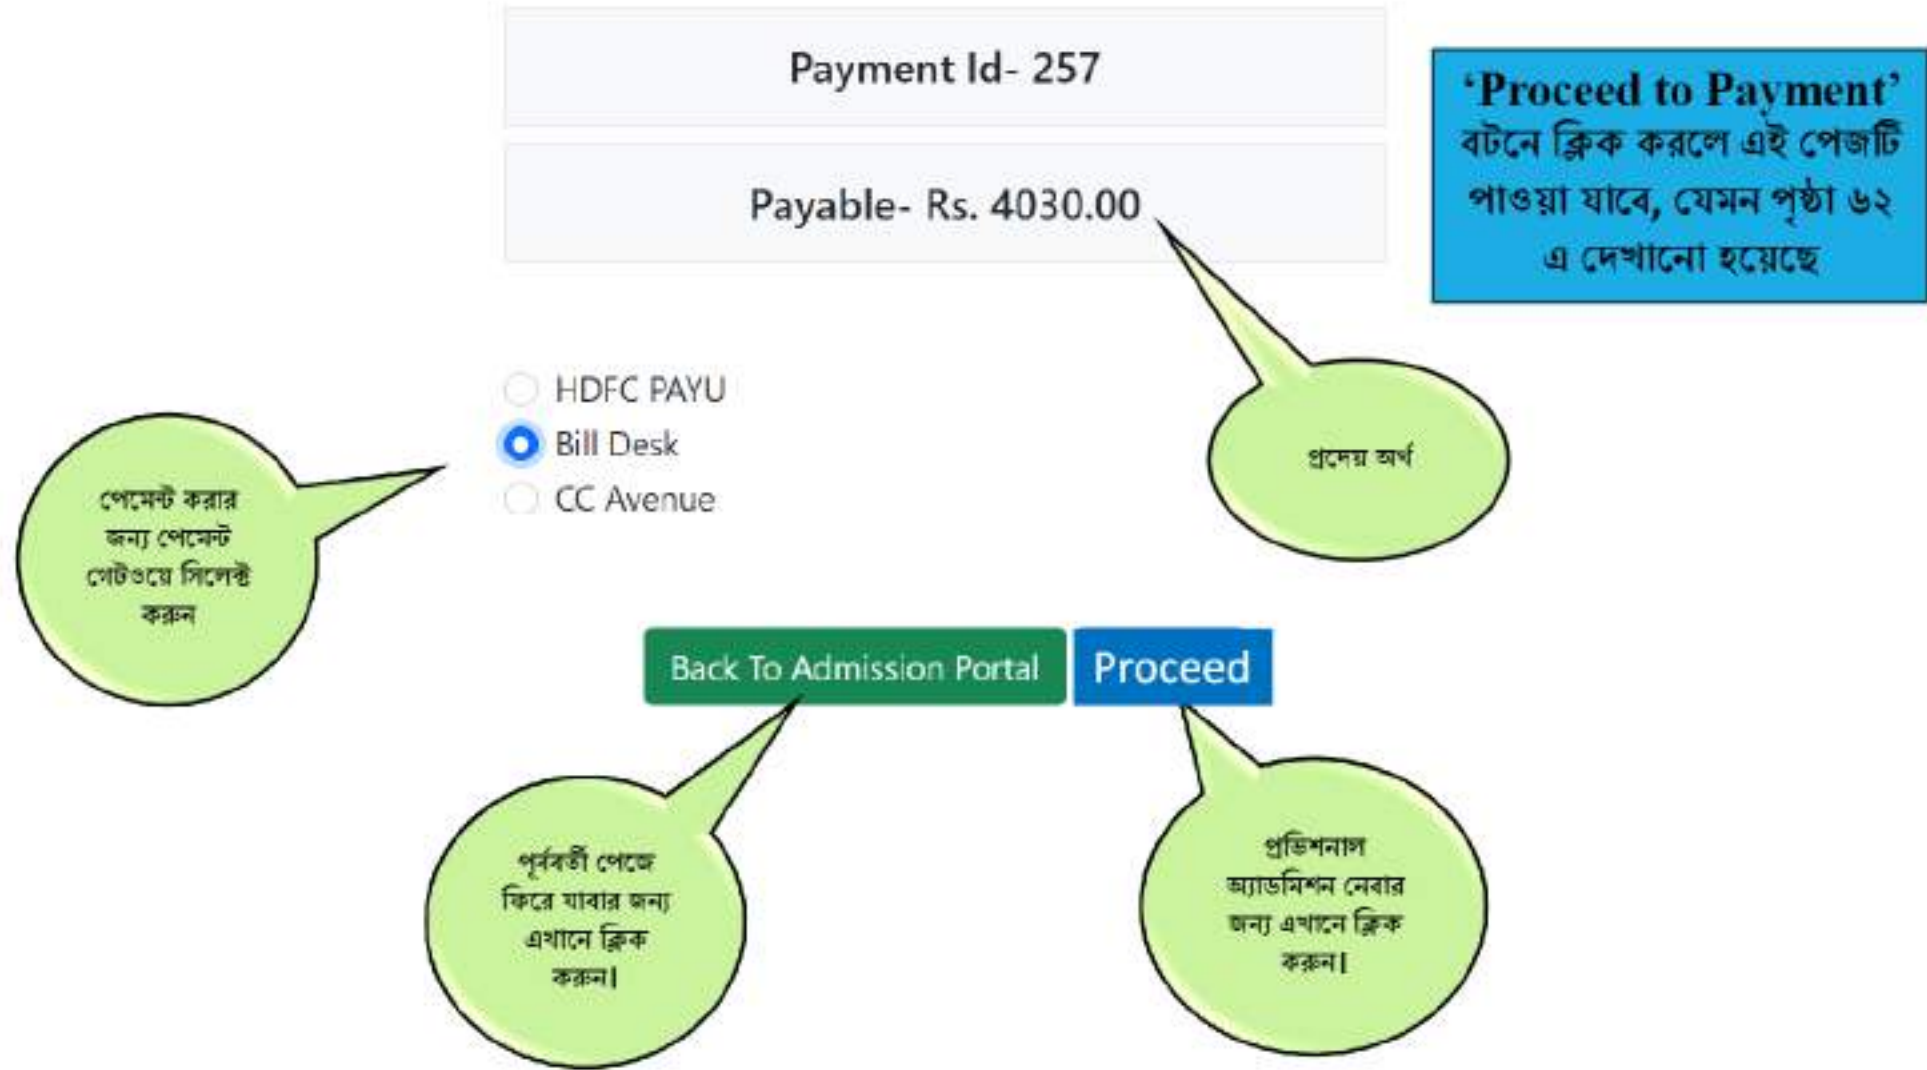 Payment Id- 257
‘Proceed to Payment’
বটনে ক্লিক করলে এই পেজটি
পাওয়া যাবে, যেমন পৃষ্ঠা ৬২
এ দেখানো হয়েছে
Payable- Rs. 4030.00
HDFC PAYU
Bill Desk
CC Avenue
প্রদেয় অর্থ
পেমেন্ট করার
জন্য পেমেন্ট
গেটওয়ে সিলেক্ট
করুন
Back To Admission Portal
Proceed
পূর্ববর্তী পেজে
ফিরে যাবার জন্য
এখানে ক্লিক
করুন|
প্রভিশনাল
অ্যাডমিশন নেবার
জন্য এখানে ক্লিক
করুন|